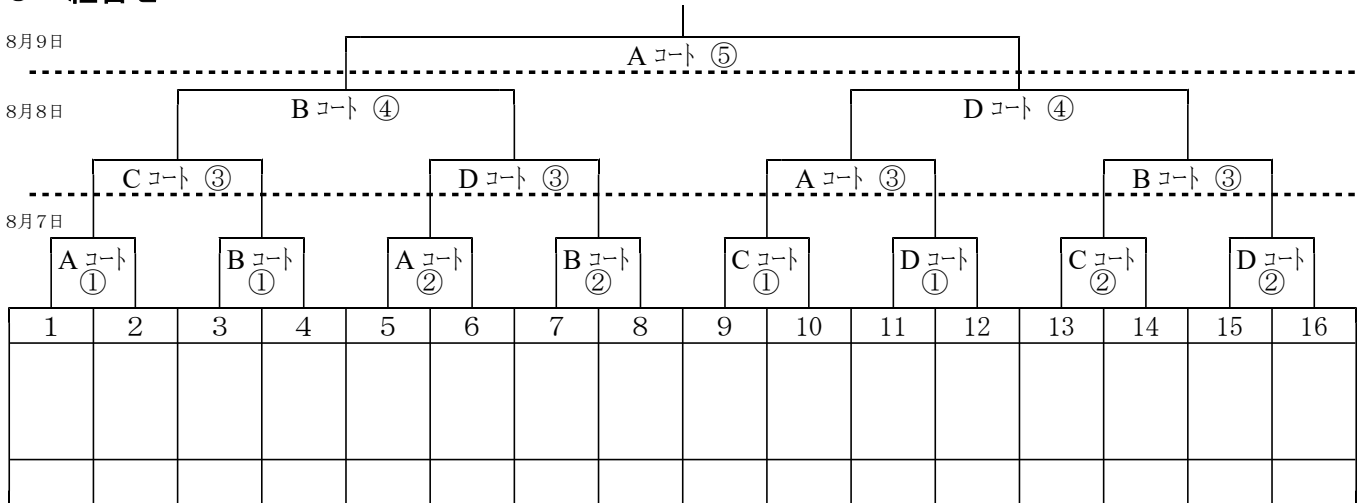 8月9日
Aコート ⑤
8月8日
Bコート ④ Dコート ④
Cコート ③ Dコート ③ Aコート ③ Bコート ③
8月7日
Aコート Bコート Aコート Bコート Cコート Dコート Cコート Dコート
① ① ② ② ① ① ② ②
1 2 3 4 5 6 7 8 9 10 11 12 13 14 15 16